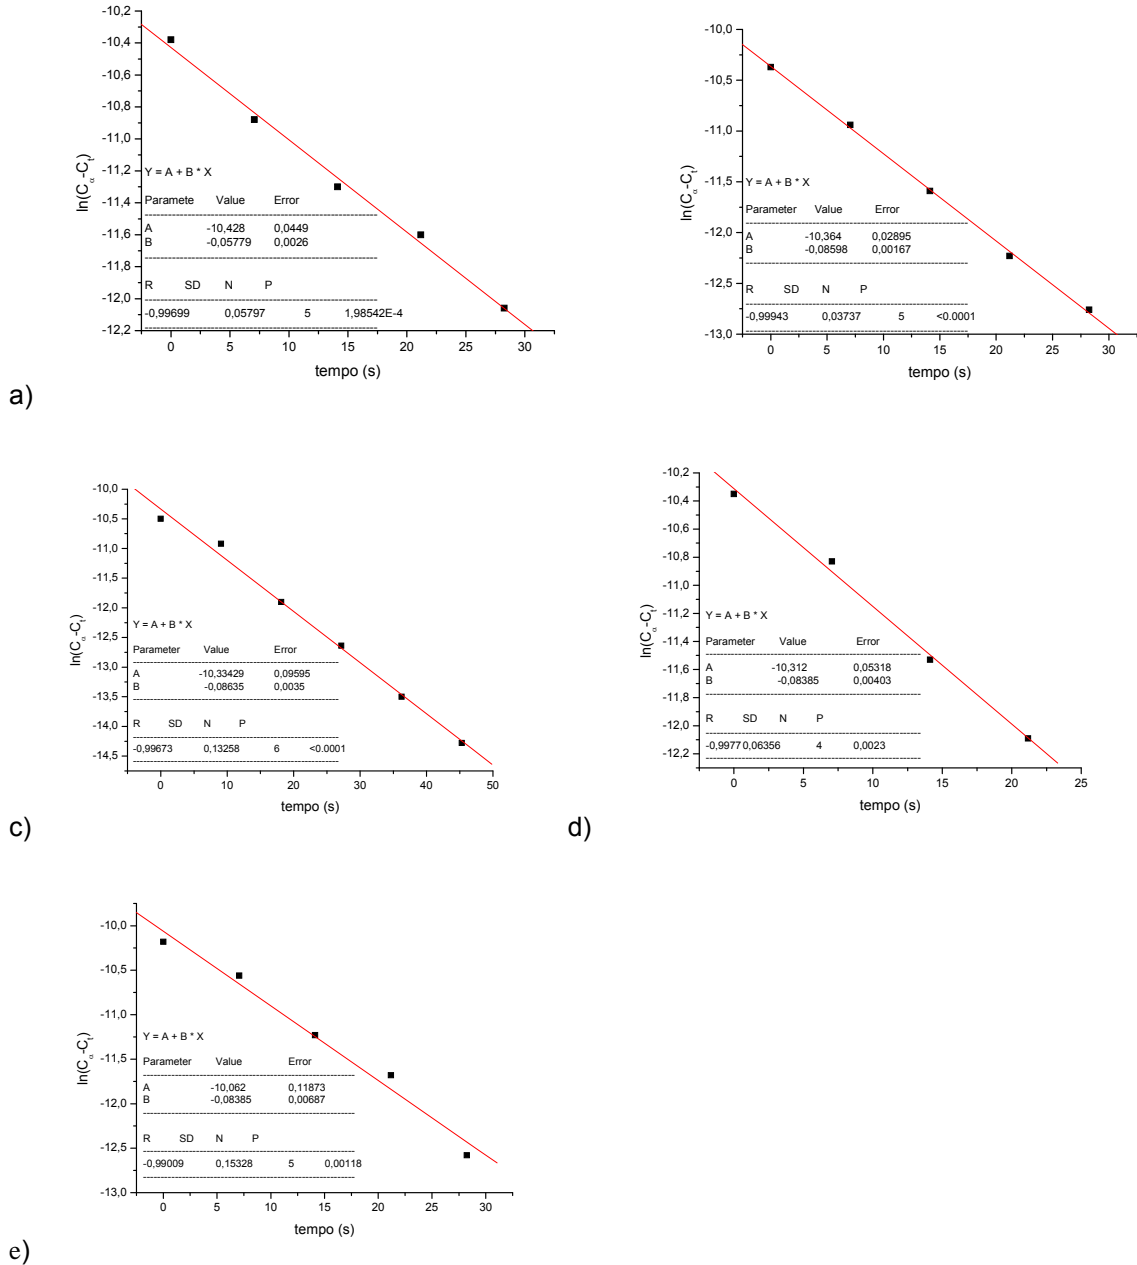 -10,2
-10,4
-10,6
-10,8
-11,0
-11,2
-11,4
-11,6
-11,8
-12,0
-12,2
ln(Cα-Ct)
Y = A + B * X
Paramete Value Error
------------------------------------------------------------
A -10,428 0,0449
B -0,05779 0,0026
------------------------------------------------------------
R SD N P
------------------------------------------------------------
-0,99699 0,05797 5 1,98542E-4
------------------------------------------------------------
0 5 10 15 20 25 30
tempo (s)
a)
-10,0
-10,5
-11,0
-11,5
-12,0
-12,5
-13,0
ln(Cα-Ct)
Y = A + B * X
Parameter Value Error
------------------------------------------------------------
A -10,364 0,02895
B -0,08598 0,00167
------------------------------------------------------------
R SD N P
------------------------------------------------------------
-0,99943 0,03737 5 <0.0001
------------------------------------------------------------
0 5 10 15 20 25 30
tempo (s)
-10,0
-10,5
-11,0
-11,5
-12,0
-12,5
-13,0
-13,5
-14,0
-14,5
ln(Cα-Ct)
Y = A + B * X
Parameter Value Error
------------------------------------------------------------
A -10,33429 0,09595
B -0,08635 0,0035
------------------------------------------------------------
R SD N P
------------------------------------------------------------
-0,99673 0,13258 6 <0.0001
------------------------------------------------------------
0 10 20 30 40 50
tempo (s)
c)
-10,2
-10,4
-10,6
-10,8
-11,0
-11,2
-11,4
-11,6
-11,8
-12,0
-12,2
ln(Cα-Ct)
Y = A + B * X
Parameter Value Error
------------------------------------------------------------
A -10,312 0,05318
B -0,08385 0,00403
------------------------------------------------------------
R SD N P
------------------------------------------------------------
-0,9977 0,06356 4 0,0023
------------------------------------------------------------
0 5 10 15 20 25
tempo (s)
d)
-10,0
-10,5
-11,0
-11,5
-12,0
-12,5
-13,0
ln(Cα-Ct)
Y = A + B * X
Parameter Value Error
------------------------------------------------------------
A -10,062 0,11873
B -0,08385 0,00687
------------------------------------------------------------
R SD N P
------------------------------------------------------------
-0,99009 0,15328 5 0,00118
------------------------------------------------------------
0 5 10 15 20 25 30
tempo (s)
e)